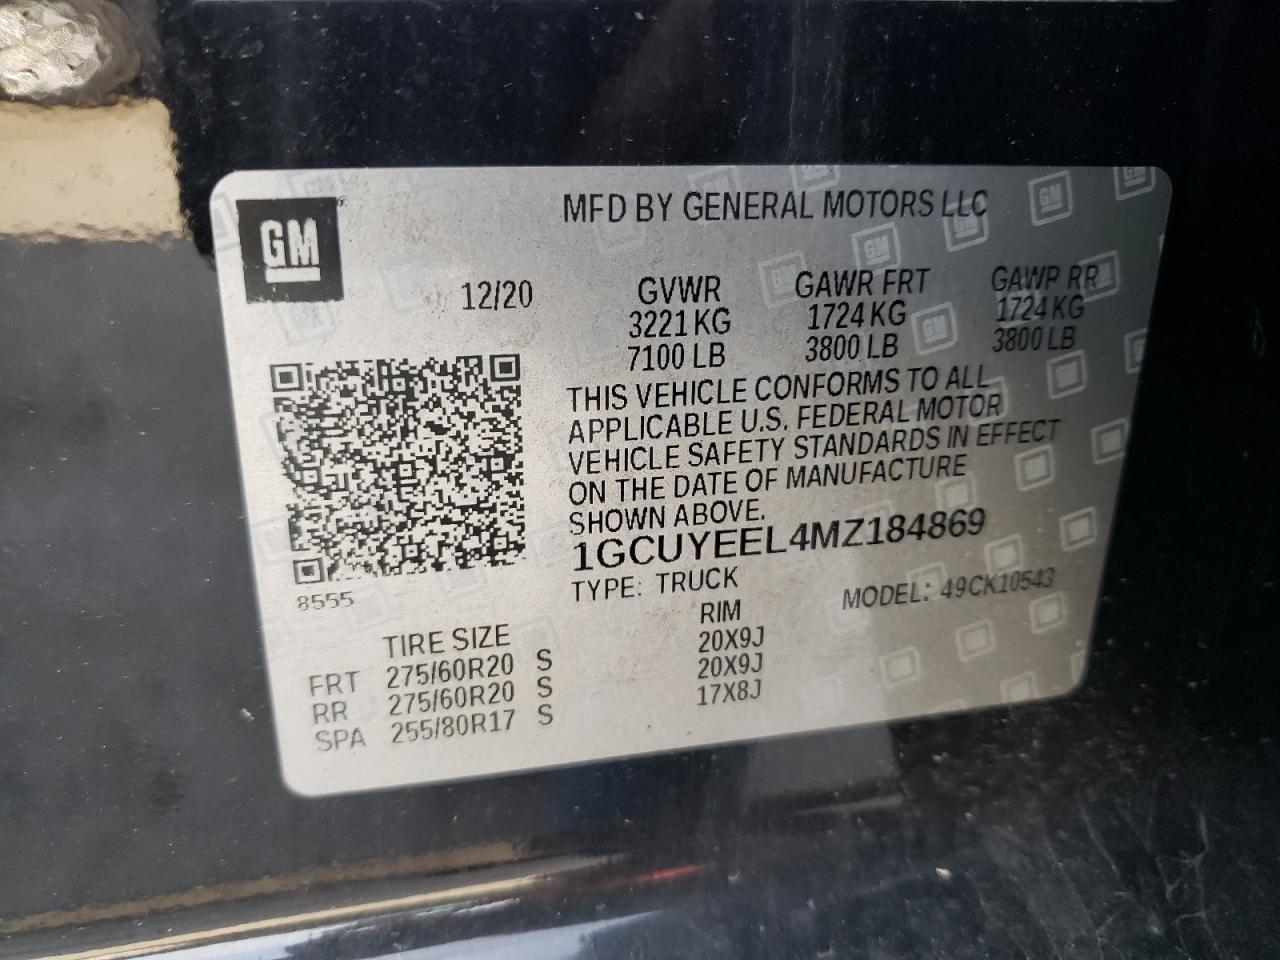 GM
MFD BY GENERAL MOTORS LLC
12/20
GVWR GAWR FRT GAWR RR
3221 KG 1724 KG 1724 KG
7100 LB 3800 LB 3800 LB
THIS VEHICLE CONFORMS TO ALL
APPLICABLE U.S. FEDERAL MOTOR
VEHICLE SAFETY STANDARDS IN EFFECT
ON THE DATE OF MANUFACTURE
SHOWN ABOVE.
1GCUYEEL4MZ184869
TYPE: TRUCK MODEL: 49CK10543
8555
TIRE SIZE RIM
FRT 275/60R20 S 20X9J
RR 275/60R20 S 20X9J
SPA 255/80R17 S 17X8J